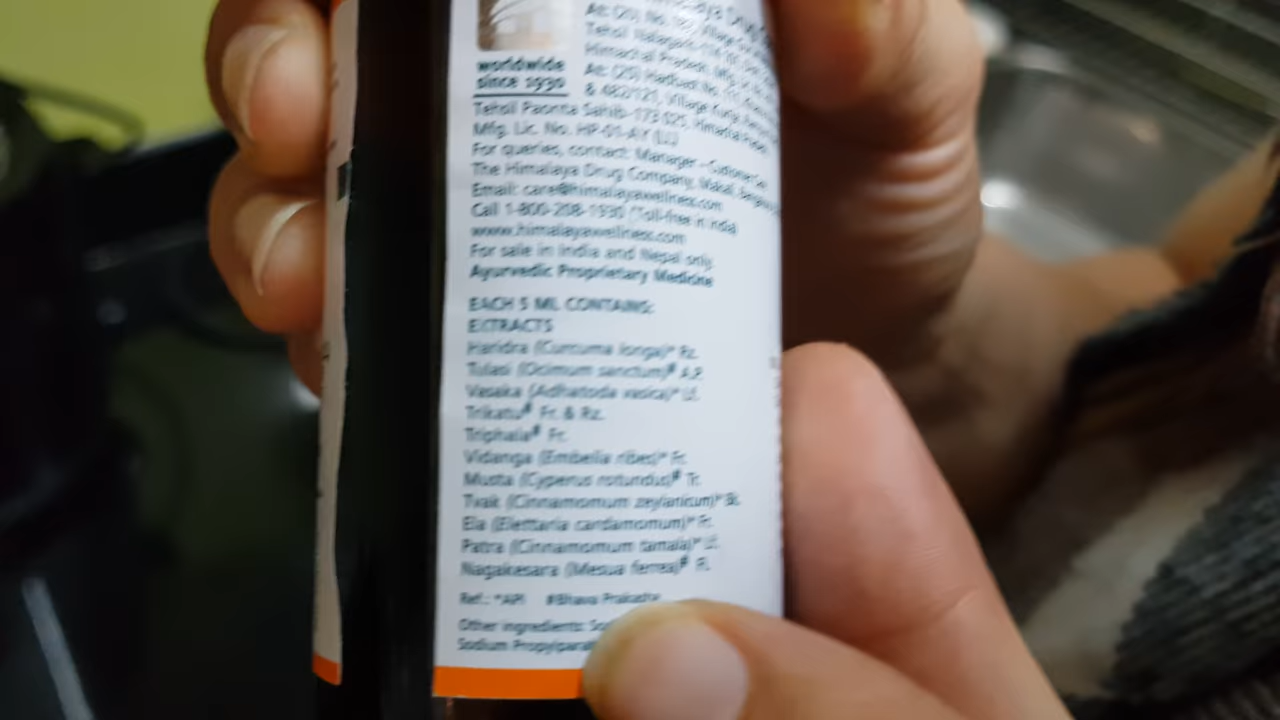 worldwide
since 1930
Himachal Pradesh,
Tehsil Paonta Sahib-173 025, Himachal
Mfg. Lic. No. HP-01-AY
For queries, contact: Manager -
The Himalaya Drug Company, Makali,
Email: care@himalayawellness.com
Call 1-800-208-1930 (Toll-free in India)
www.himalayawellness.com
For sale in India and Nepal only
Ayurvedic Proprietary Medicine
EACH 5 ML CONTAINS:
EXTRACTS
Haridra (Curcuma longa)* Rz.
Tulasi (Ocimum sanctum)# A.P.
Vasaka (Adhatoda vasica)* Lf.
Trikatu# Fr. & Rz.
Triphala# Fr.
Vidanga (Embelia ribes)* Fr.
Musta (Cyperus rotundus)# Tr.
Tvak (Cinnamomum zeylanicum)* Bk.
Ela (Elettaria cardamomum)* Fr.
Patra (Cinnamomum tamala)* Lf.
Nagakesara (Mesua ferrea)# Fl.
Ref.: *API #Bhava Prakasha
Other ingredients:
Sodium